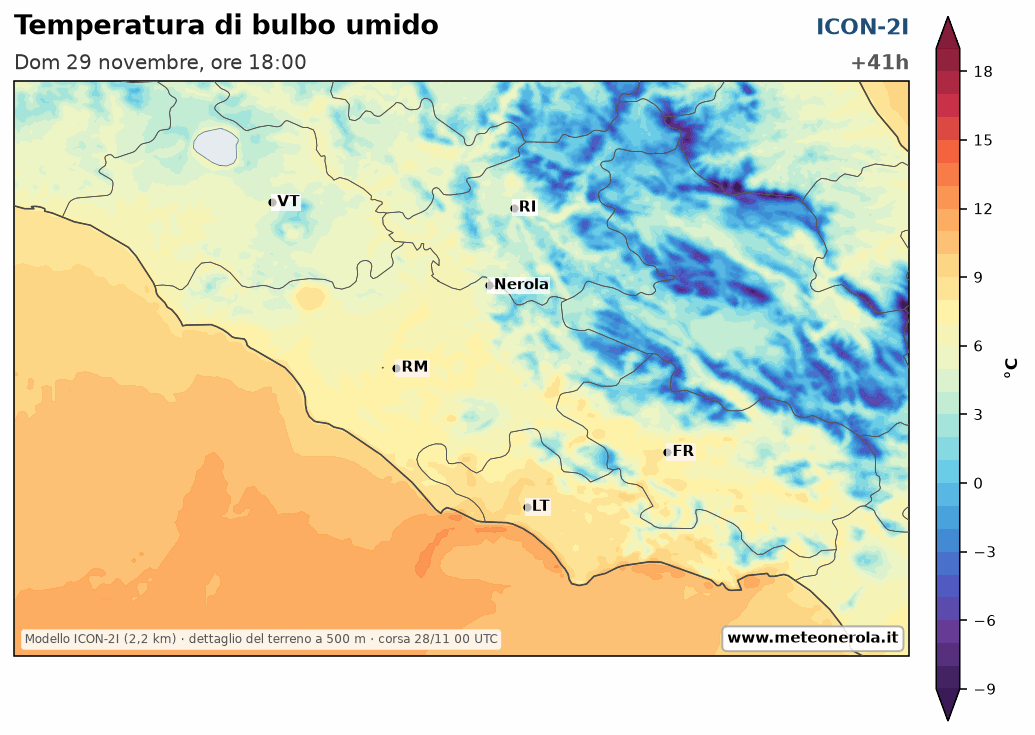 Temperatura di bulbo umido
ICON-2I
Dom 29 novembre, ore 18:00
+41h
18
15
12
9
6
3
0
−3
−6
−9
°C
VT
RI
Nerola
RM
FR
LT
Modello ICON-2I (2,2 km) · dettaglio del terreno a 500 m · corsa 28/11 00 UTC
www.meteonerola.it